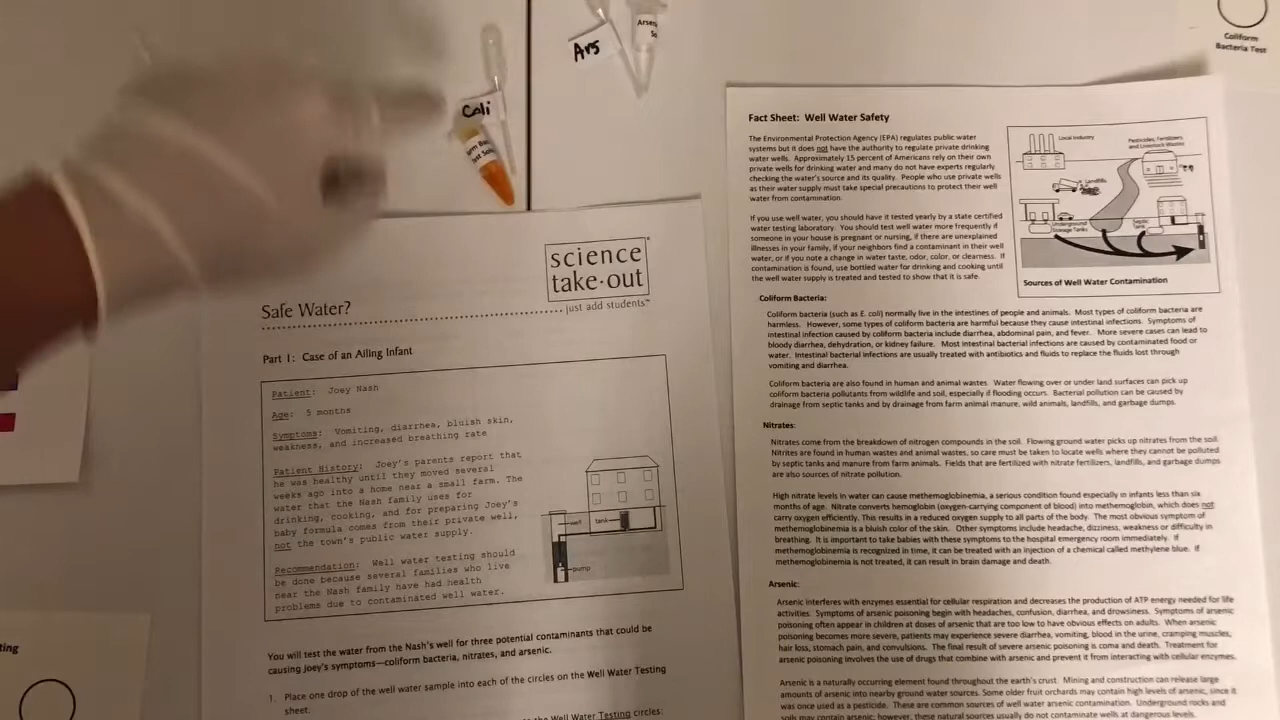 Ars
Arsenic
Coli
Coliform
Bacteria Test
science
take·out
just add students™
Safe Water?
Part 1: Case of an Ailing Infant
Patient: Joey Nash
Age: 5 months
Symptoms: Vomiting, diarrhea, bluish skin,
weakness, and increased breathing rate
Patient History: Joey's parents report that
he was healthy until they moved several
weeks ago into a home near a small farm. The
water that the Nash family uses for
drinking, cooking, and for preparing Joey's
baby formula comes from their private well,
not the town's public water supply.
Recommendation: Well water testing should
be done because several families who live
near the Nash family have had health
problems due to contaminated well water.
well
tank
pump
You will test the water from the Nash's well for three potential contaminants that could be
causing Joey's symptoms—coliform bacteria, nitrates, and arsenic.
1. Place one drop of the well water sample into each of the circles on the Well Water Testing
sheet.
the Well Water Testing circles:
Fact Sheet: Well Water Safety
The Environmental Protection Agency (EPA) regulates public water
systems but it does not have the authority to regulate private drinking
water wells. Approximately 15 percent of Americans rely on their own
private wells for drinking water and many do not have experts regularly
checking the water's source and its quality. People who use private wells
as their water supply must take special precautions to protect their well
water from contamination.
If you use well water, you should have it tested yearly by a state certified
water testing laboratory. You should test well water more frequently if
someone in your house is pregnant or nursing, if there are unexplained
illnesses in your family, if your neighbors find a contaminant in their well
water, or if you note a change in water taste, odor, color, or clearness. If
contamination is found, use bottled water for drinking and cooking until
the well water supply is treated and tested to show that it is safe.
Local Industry
Pesticides, Fertilizers,
and Livestock Wastes
Landfills
Underground
Storage Tanks
Septic
Tank
Sources of Well Water Contamination
Coliform Bacteria:
Coliform bacteria (such as E. coli) normally live in the intestines of people and animals. Most types of coliform bacteria are
harmless. However, some types of coliform bacteria are harmful because they cause intestinal infections. Symptoms of
intestinal infection caused by coliform bacteria include diarrhea, abdominal pain, and fever. More severe cases can lead to
bloody diarrhea, dehydration, or kidney failure. Most intestinal bacterial infections are caused by contaminated food or
water. Intestinal bacterial infections are usually treated with antibiotics and fluids to replace the fluids lost through
vomiting and diarrhea.
Coliform bacteria are also found in human and animal wastes. Water flowing over or under land surfaces can pick up
coliform bacteria pollutants from wildlife and soil, especially if flooding occurs. Bacterial pollution can be caused by
drainage from septic tanks and by drainage from farm animal manure, wild animals, landfills, and garbage dumps.
Nitrates:
Nitrates come from the breakdown of nitrogen compounds in the soil. Flowing ground water picks up nitrates from the soil.
Nitrites are found in human wastes and animal wastes, so care must be taken to locate wells where they cannot be polluted
by septic tanks and manure from farm animals. Fields that are fertilized with nitrate fertilizers, landfills, and garbage dumps
are also sources of nitrate pollution.
High nitrate levels in water can cause methemoglobinema, a serious condition found especially in infants less than six
months of age. Nitrate converts hemoglobin (oxygen-carrying component of blood) into methemoglobin, which does not
carry oxygen efficiently. This results in a reduced oxygen supply to all parts of the body. The most obvious symptom of
methemoglobinema is a bluish color of the skin. Other symptoms include headache, dizziness, weakness or difficulty in
breathing. It is important to take babies with these symptoms to the hospital emergency room immediately. If
methemoglobinema is recognized in time, it can be treated with an injection of a chemical called methylene blue. If
methemoglobinema is not treated, it can result in brain damage and death.
Arsenic:
Arsenic interferes with enzymes essential for cellular respiration and decreases the production of ATP energy needed for life
activities. Symptoms of arsenic poisoning begin with headaches, confusion, diarrhea, and drowsiness. Symptoms of arsenic
poisoning often appear in children at doses of arsenic that are too low to have obvious effects on adults. When arsenic
poisoning becomes more severe, patients may experience severe diarrhea, vomiting, blood in the urine, cramping muscles,
hair loss, stomach pain, and convulsions. The final result of severe arsenic poisoning is coma and death. Treatment for
arsenic poisoning involves the use of drugs that combine with arsenic and prevent it from interacting with cellular enzymes.
Arsenic is a naturally occurring element found throughout the earth's crust. Mining and construction can release large
amounts of arsenic into nearby ground water sources. Some older fruit orchards may contain high levels of arsenic, since it
was once used as a pesticide. These are common sources of well water arsenic contamination. Underground rocks and
soils may contain arsenic; however, these natural sources usually do not contaminate wells at dangerous levels.